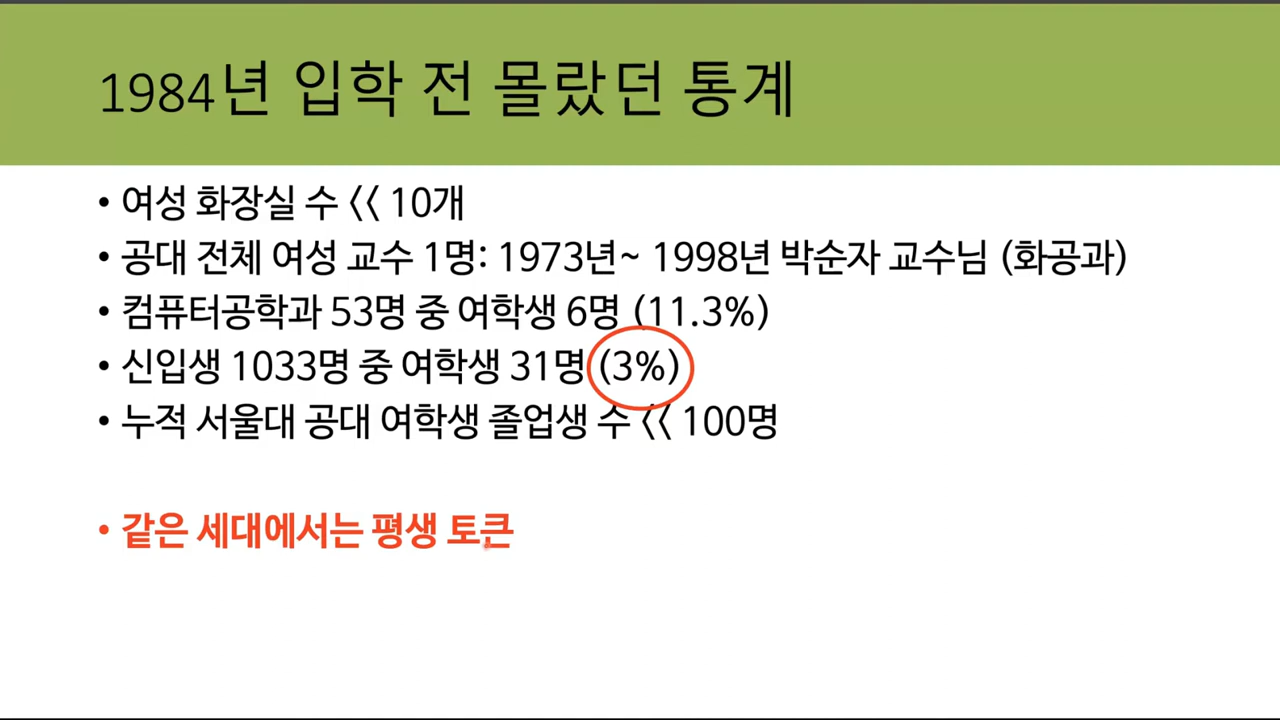 1984년 입학 전 몰랐던 통계
• 여성 화장실 수 << 10개
• 공대 전체 여성 교수 1명: 1973년~ 1998년 박순자 교수님 (화공과)
• 컴퓨터공학과 53명 중 여학생 6명 (11.3%)
• 신입생 1033명 중 여학생 31명 (3%)
• 누적 서울대 공대 여학생 졸업생 수 << 100명
• 같은 세대에서는 평생 토큰